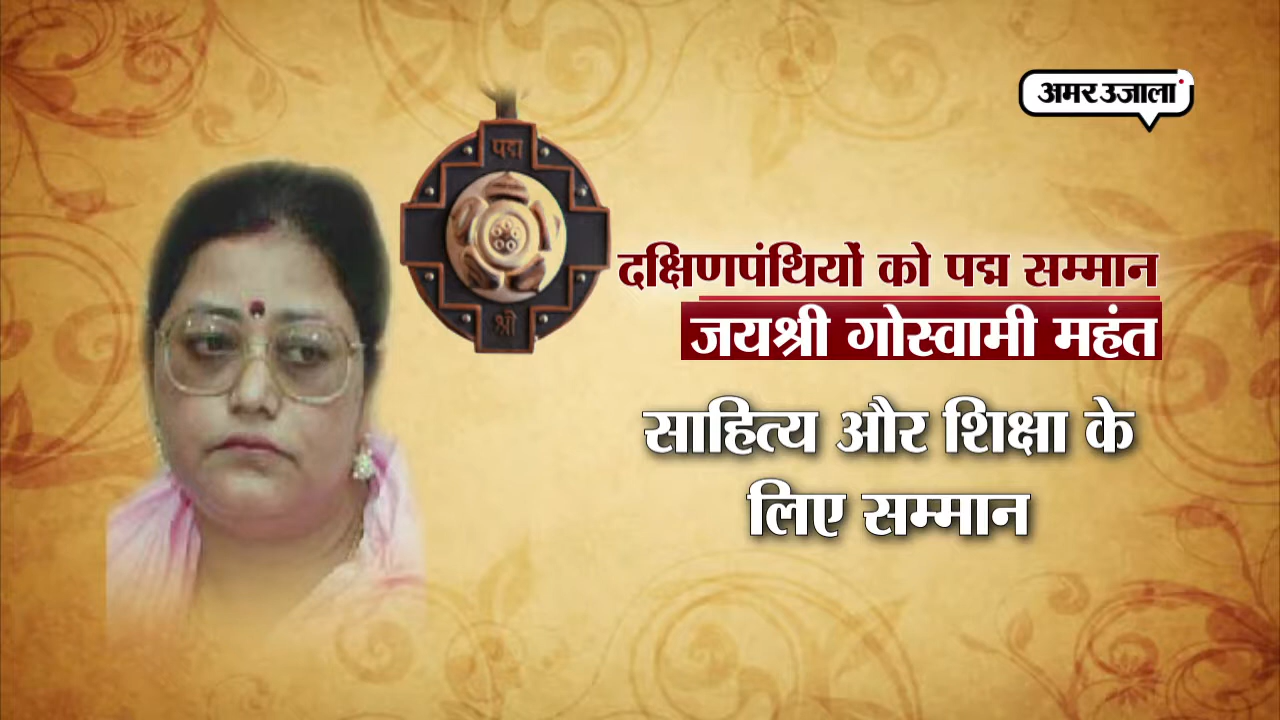 अमर उजाला
पद्म
श्री
दक्षिणपंथियों को पद्म सम्मान
जयश्री गोस्वामी महंत
साहित्य और शिक्षा के
लिए सम्मान